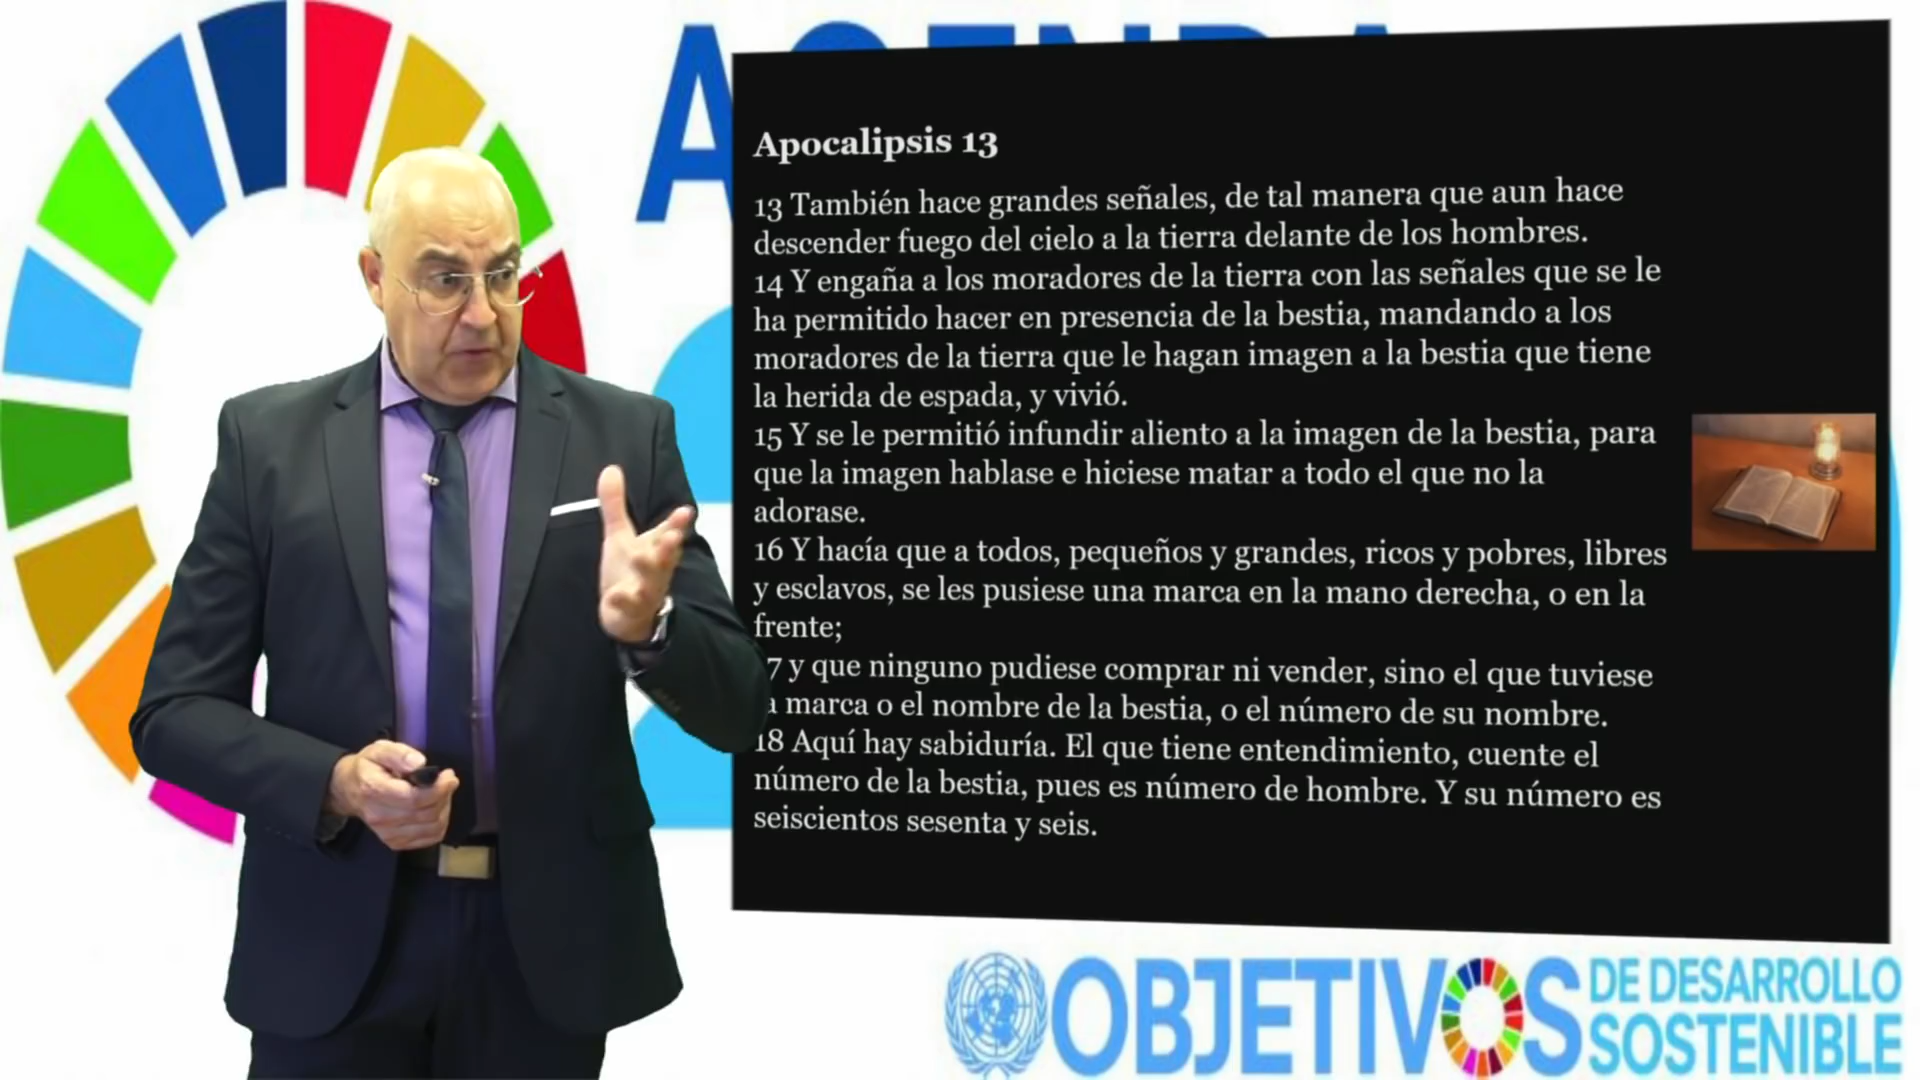 AGENDA
Apocalipsis 13
13 También hace grandes señales, de tal manera que aun hace
descender fuego del cielo a la tierra delante de los hombres.
14 Y engaña a los moradores de la tierra con las señales que se le
ha permitido hacer en presencia de la bestia, mandando a los
moradores de la tierra que le hagan imagen a la bestia que tiene
la herida de espada, y vivió.
15 Y se le permitió infundir aliento a la imagen de la bestia, para
que la imagen hablase e hiciese matar a todo el que no la
adorase.
16 Y hacía que a todos, pequeños y grandes, ricos y pobres, libres
y esclavos, se les pusiese una marca en la mano derecha, o en la
frente;
7 y que ninguno pudiese comprar ni vender, sino el que tuviese
a marca o el nombre de la bestia, o el número de su nombre.
18 Aquí hay sabiduría. El que tiene entendimiento, cuente el
número de la bestia, pues es número de hombre. Y su número es
seiscientos sesenta y seis.
OBJETIVOS
DE DESARROLLO
SOSTENIBLE